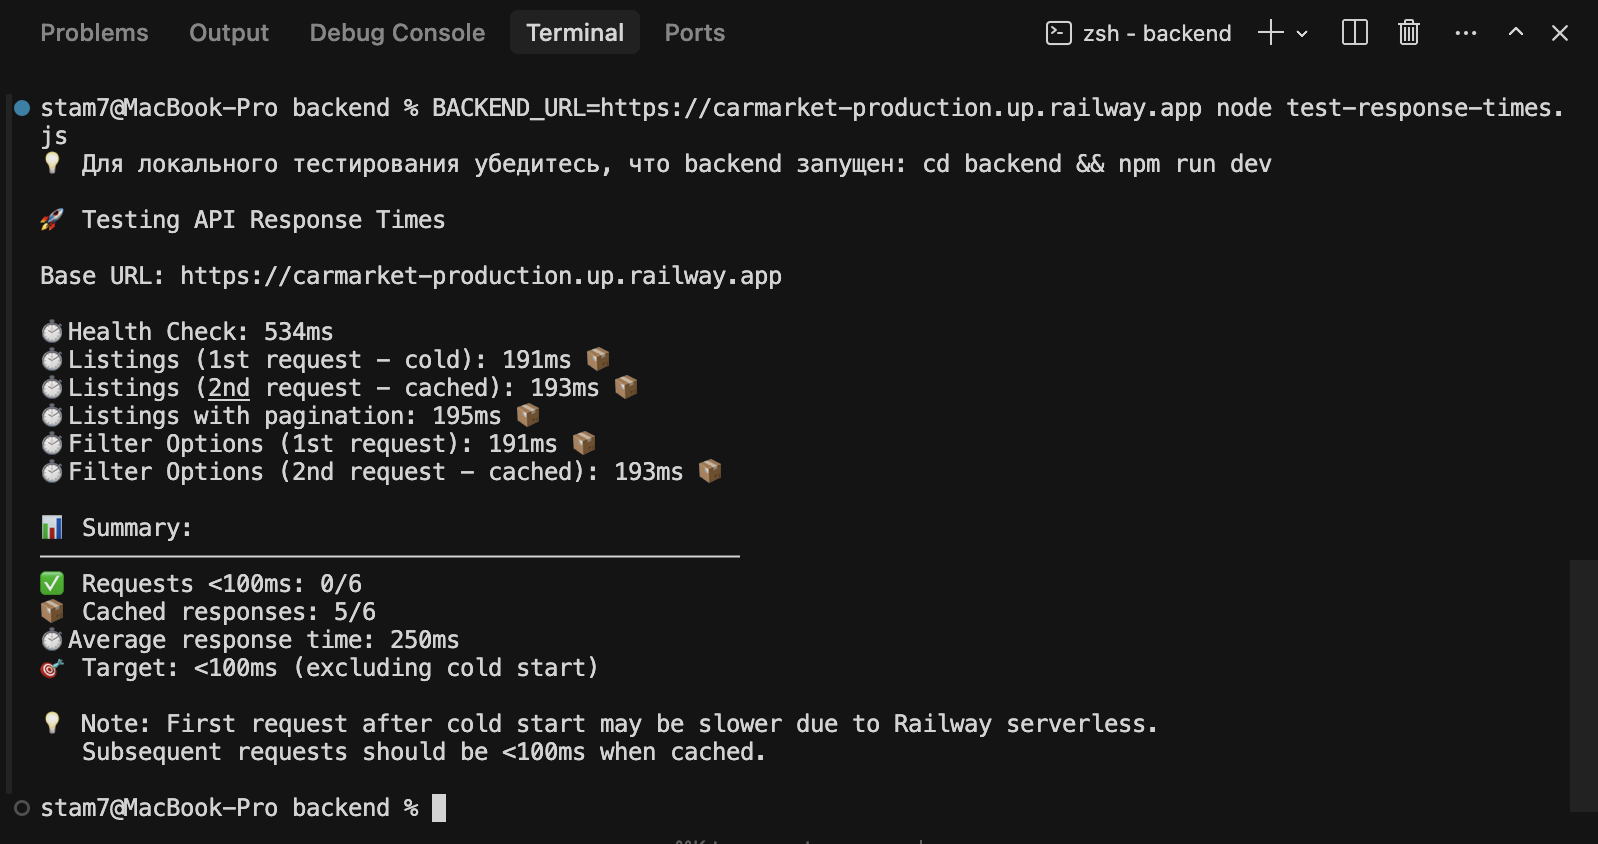 Problems Output Debug Console Terminal Ports zsh - backend
stam7@MacBook-Pro backend % BACKEND_URL=https://carmarket-production.up.railway.app node test-response-times.
js
💡 Для локального тестирования убедитесь, что backend запущен: cd backend && npm run dev
🚀 Testing API Response Times
Base URL: https://carmarket-production.up.railway.app
⏱️Health Check: 534ms
⏱️Listings (1st request - cold): 191ms 📦
⏱️Listings (2nd request - cached): 193ms 📦
⏱️Listings with pagination: 195ms 📦
⏱️Filter Options (1st request): 191ms 📦
⏱️Filter Options (2nd request - cached): 193ms 📦
📊 Summary:
✅ Requests <100ms: 0/6
📦 Cached responses: 5/6
⏱️Average response time: 250ms
🎯 Target: <100ms (excluding cold start)
💡 Note: First request after cold start may be slower due to Railway serverless.
Subsequent requests should be <100ms when cached.
stam7@MacBook-Pro backend %